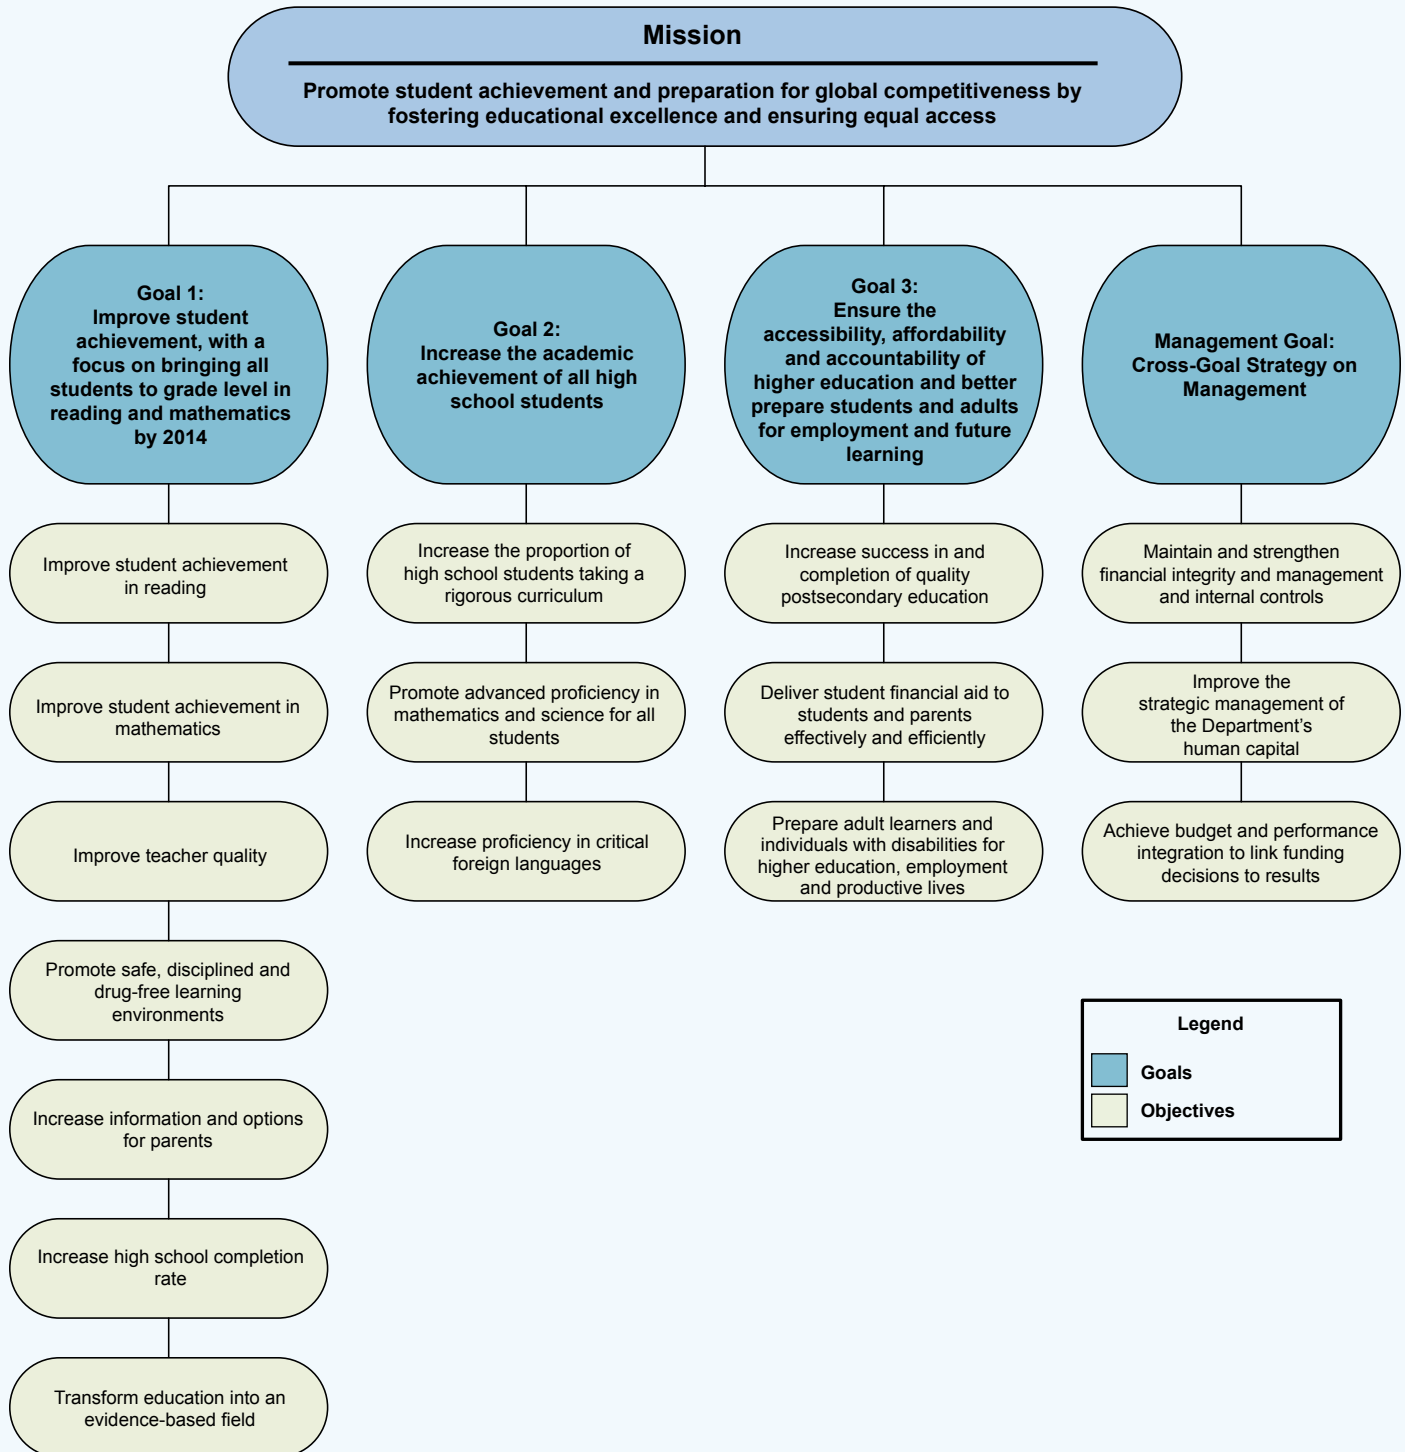 Mission
Promote student achievement and preparation for global competitiveness by
fostering educational excellence and ensuring equal access
Goal 1:
Improve student
achievement, with a
focus on bringing all
students to grade level in
reading and mathematics
by 2014
Improve student achievement
in reading
Improve student achievement in
mathematics
Improve teacher quality
Promote safe, disciplined and
drug-free learning
environments
Increase information and options
for parents
Increase high school completion
rate
Transform education into an
evidence-based field
Goal 2:
Increase the academic
achievement of all high
school students
Increase the proportion of
high school students taking a
rigorous curriculum
Promote advanced proficiency in
mathematics and science for all
students
Increase proficiency in critical
foreign languages
Goal 3:
Ensure the
accessibility, affordability
and accountability of
higher education and better
prepare students and adults
for employment and future
learning
Increase success in and
completion of quality
postsecondary education
Deliver student financial aid to
students and parents
effectively and efficiently
Prepare adult learners and
individuals with disabilities for
higher education, employment
and productive lives
Management Goal:
Cross-Goal Strategy on
Management
Maintain and strengthen
financial integrity and management
and internal controls
Improve the
strategic management of
the Department’s
human capital
Achieve budget and performance
integration to link funding
decisions to results
Legend
Goals
Objectives